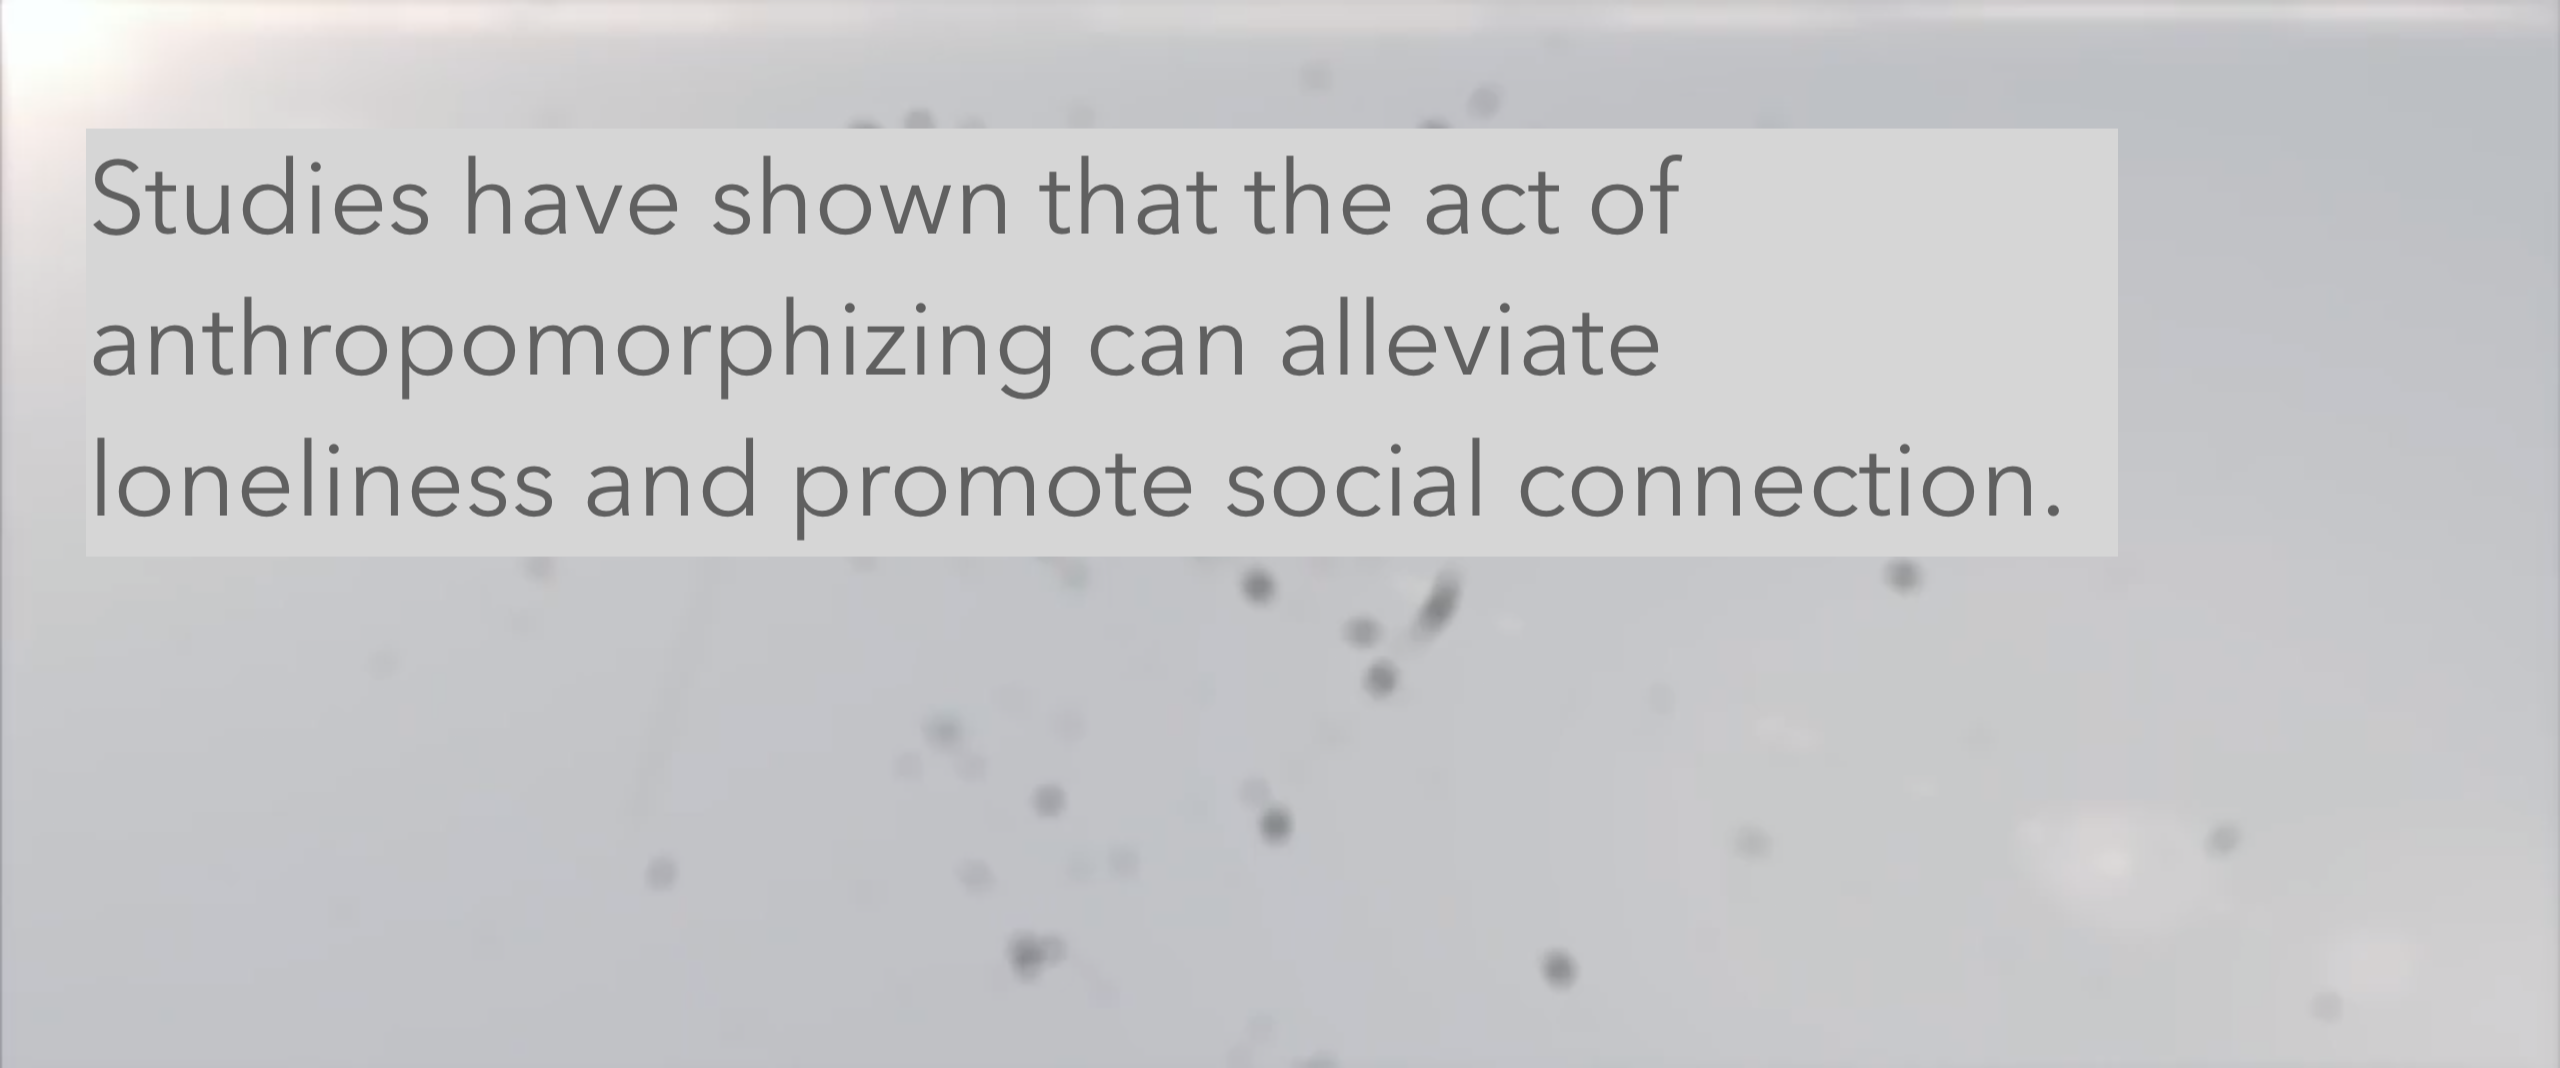 Studies have shown that the act of
anthropomorphizing can alleviate
loneliness and promote social connection.